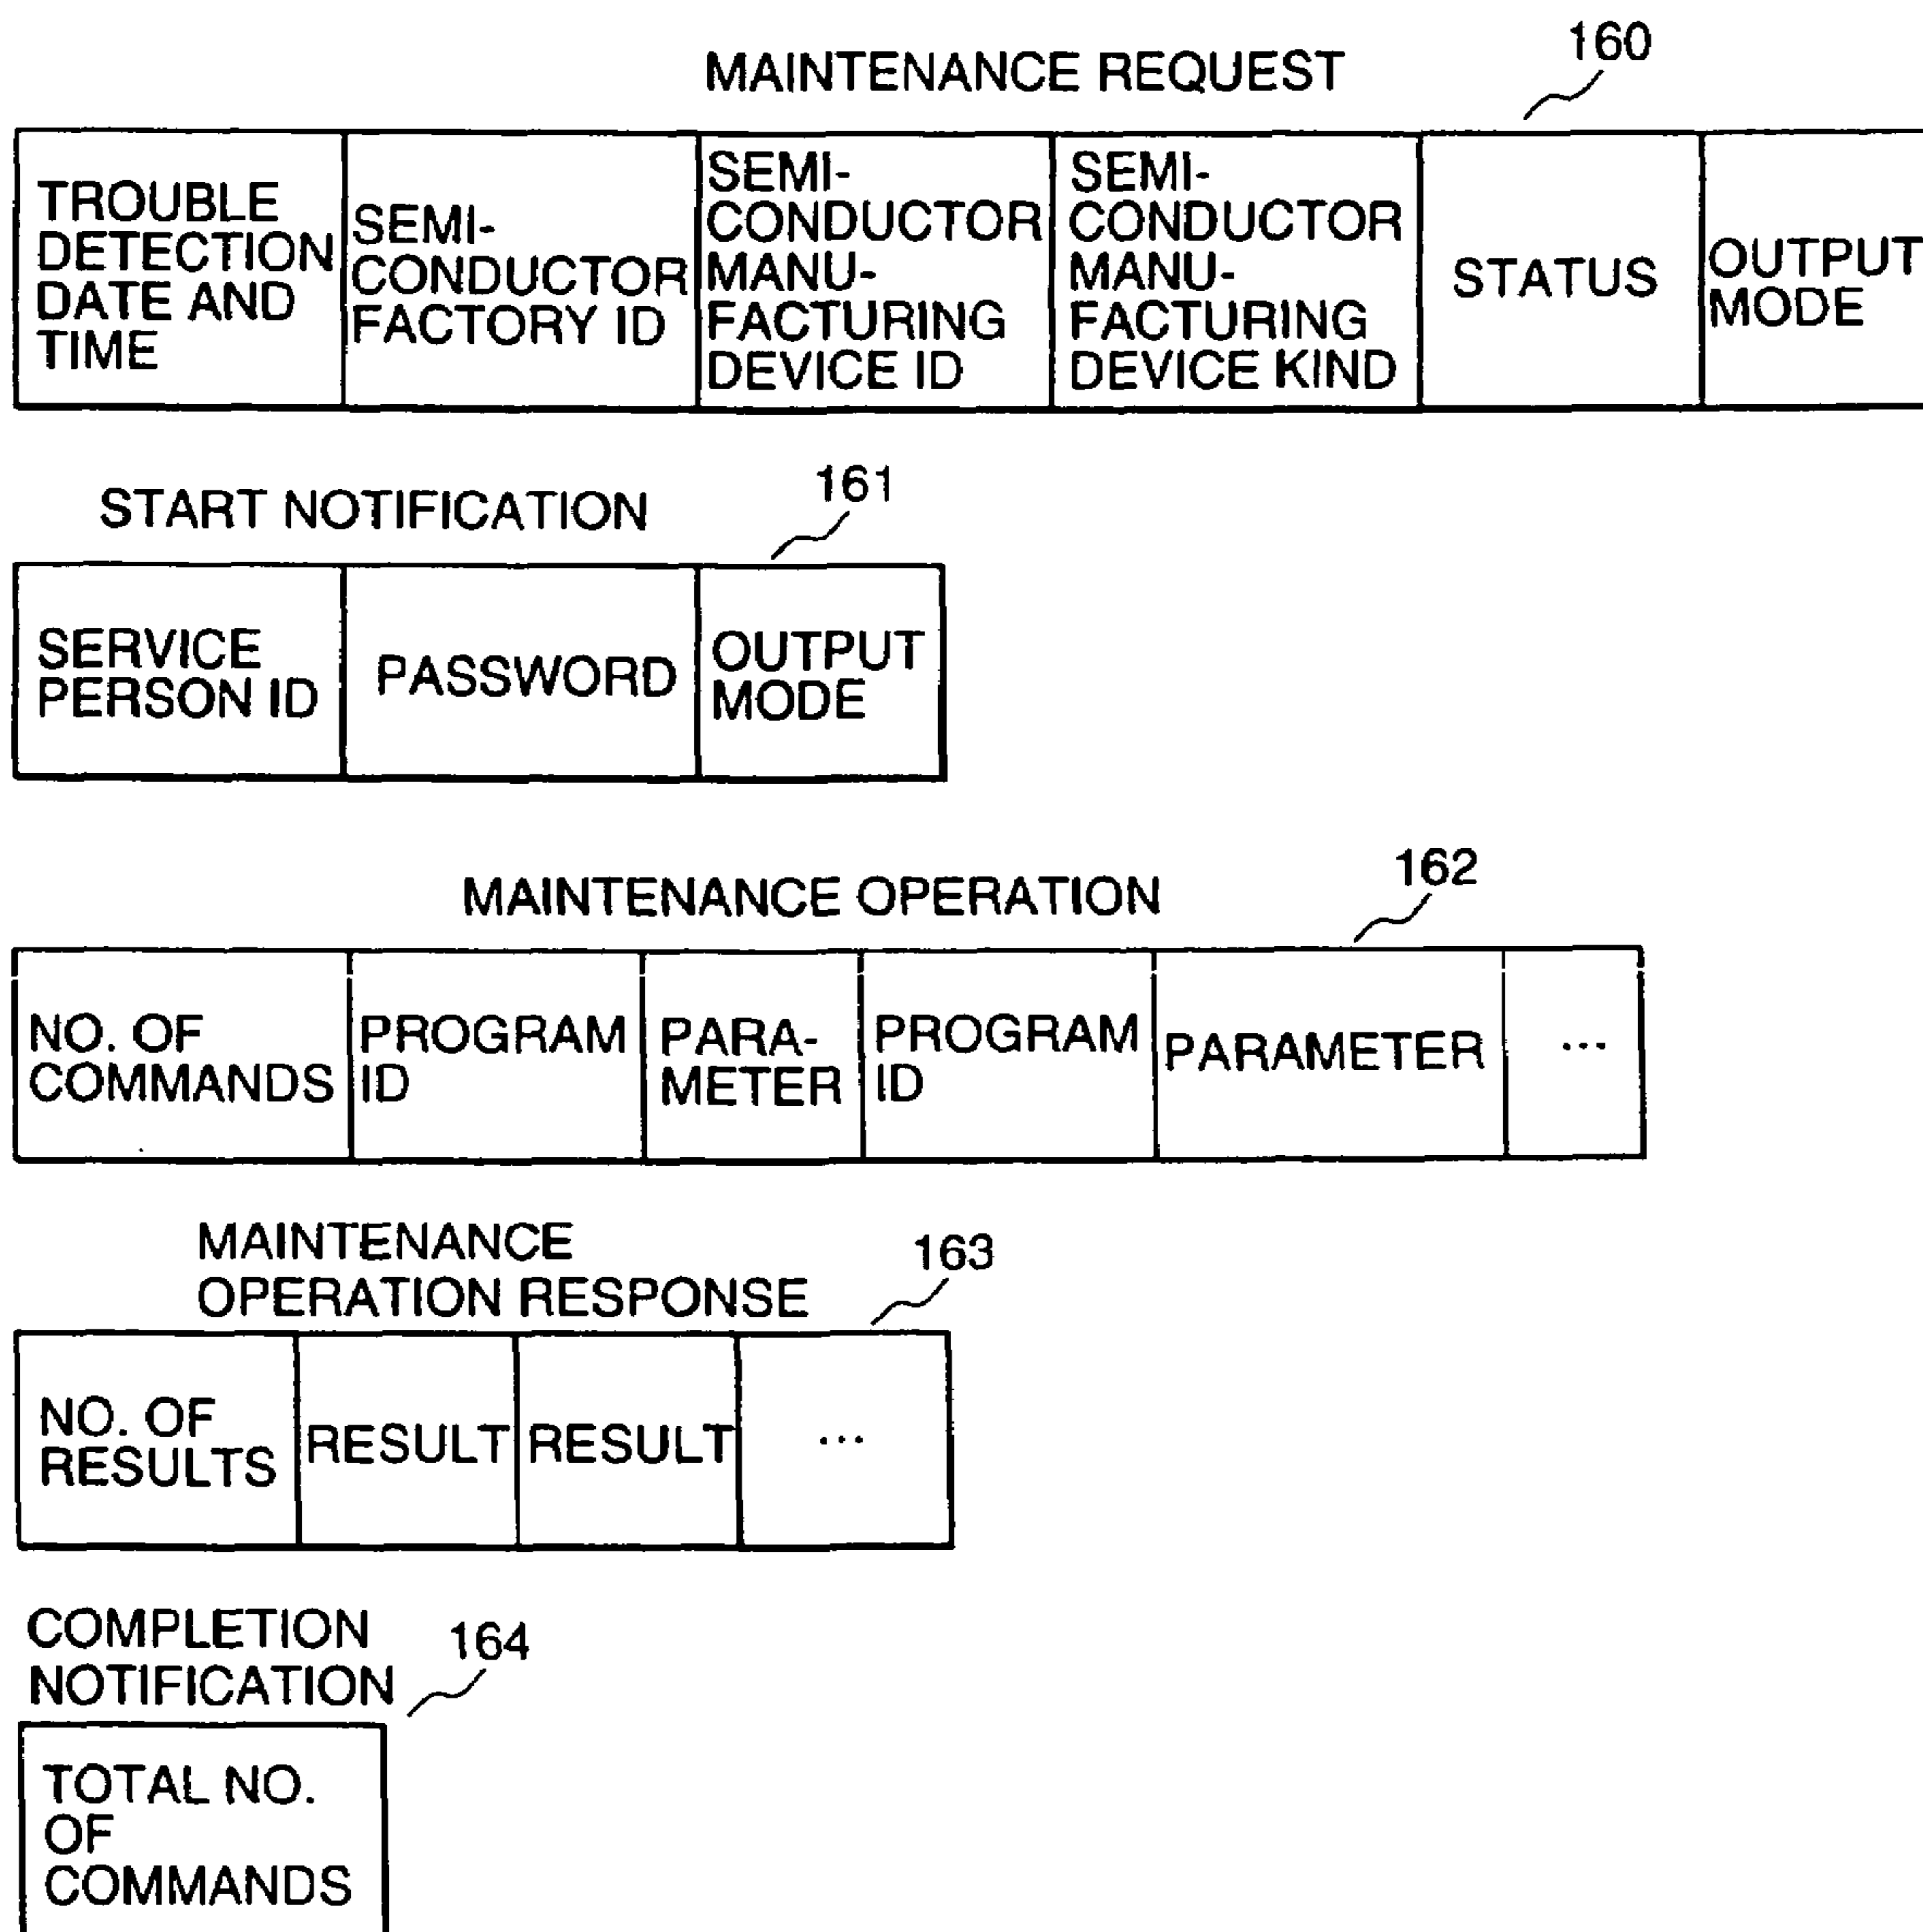 MAINTENANCE REQUEST
160
TROUBLE
DETECTION
DATE AND
TIME
SEMI-
CONDUCTOR
FACTORY ID
SEMI-
CONDUCTOR
MANU-
FACTURING
DEVICE ID
SEMI-
CONDUCTOR
MANU-
FACTURING
DEVICE KIND
STATUS
OUTPUT
MODE
START NOTIFICATION
161
SERVICE
PERSON ID
PASSWORD
OUTPUT
MODE
MAINTENANCE OPERATION
162
NO. OF
COMMANDS
PROGRAM
ID
PARA-
METER
PROGRAM
ID
PARAMETER
...
MAINTENANCE
OPERATION RESPONSE
163
NO. OF
RESULTS
RESULT
RESULT
...
COMPLETION
NOTIFICATION
164
TOTAL NO.
OF
COMMANDS